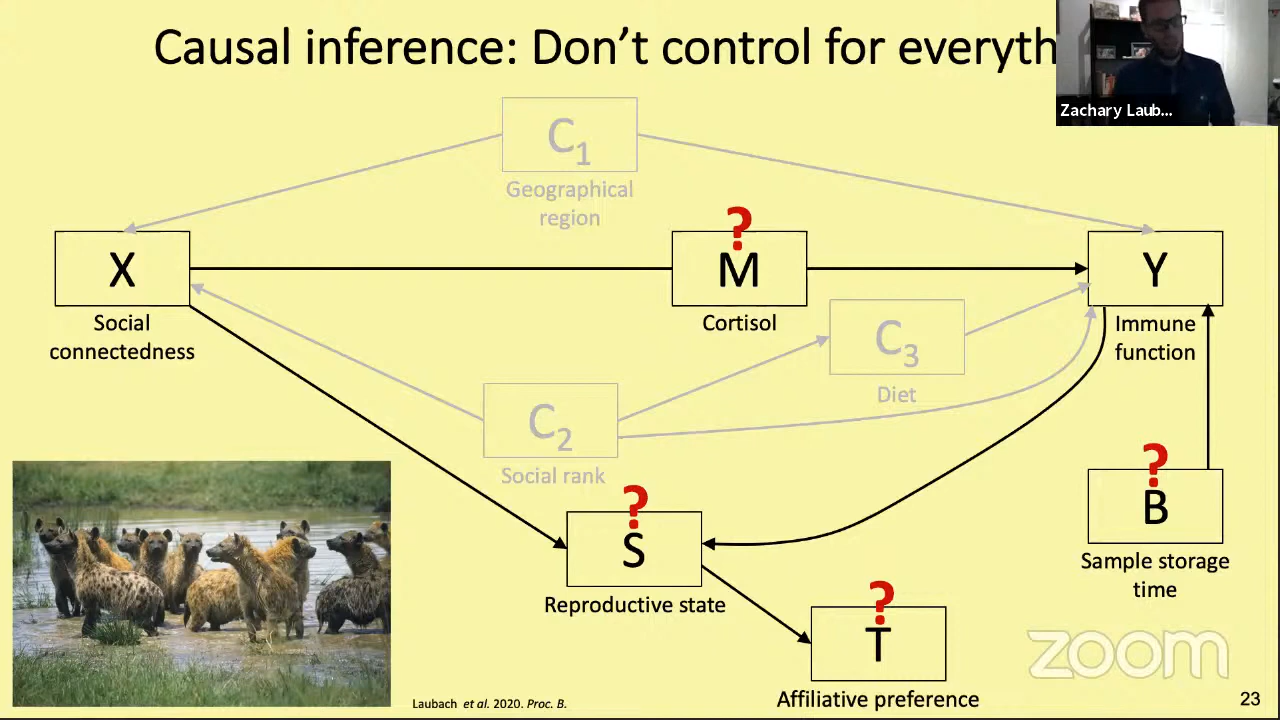 Causal inference: Don't control for everyth
Zachary Laub...
C1
Geographical
region
?
X
M
Y
Social
connectedness
Cortisol
Immune
function
C3
Diet
C2
Social rank
?
B
Sample storage
time
?
S
Reproductive state
?
T
Affiliative preference
zoom
Laubach et al. 2020. Proc. B.
23